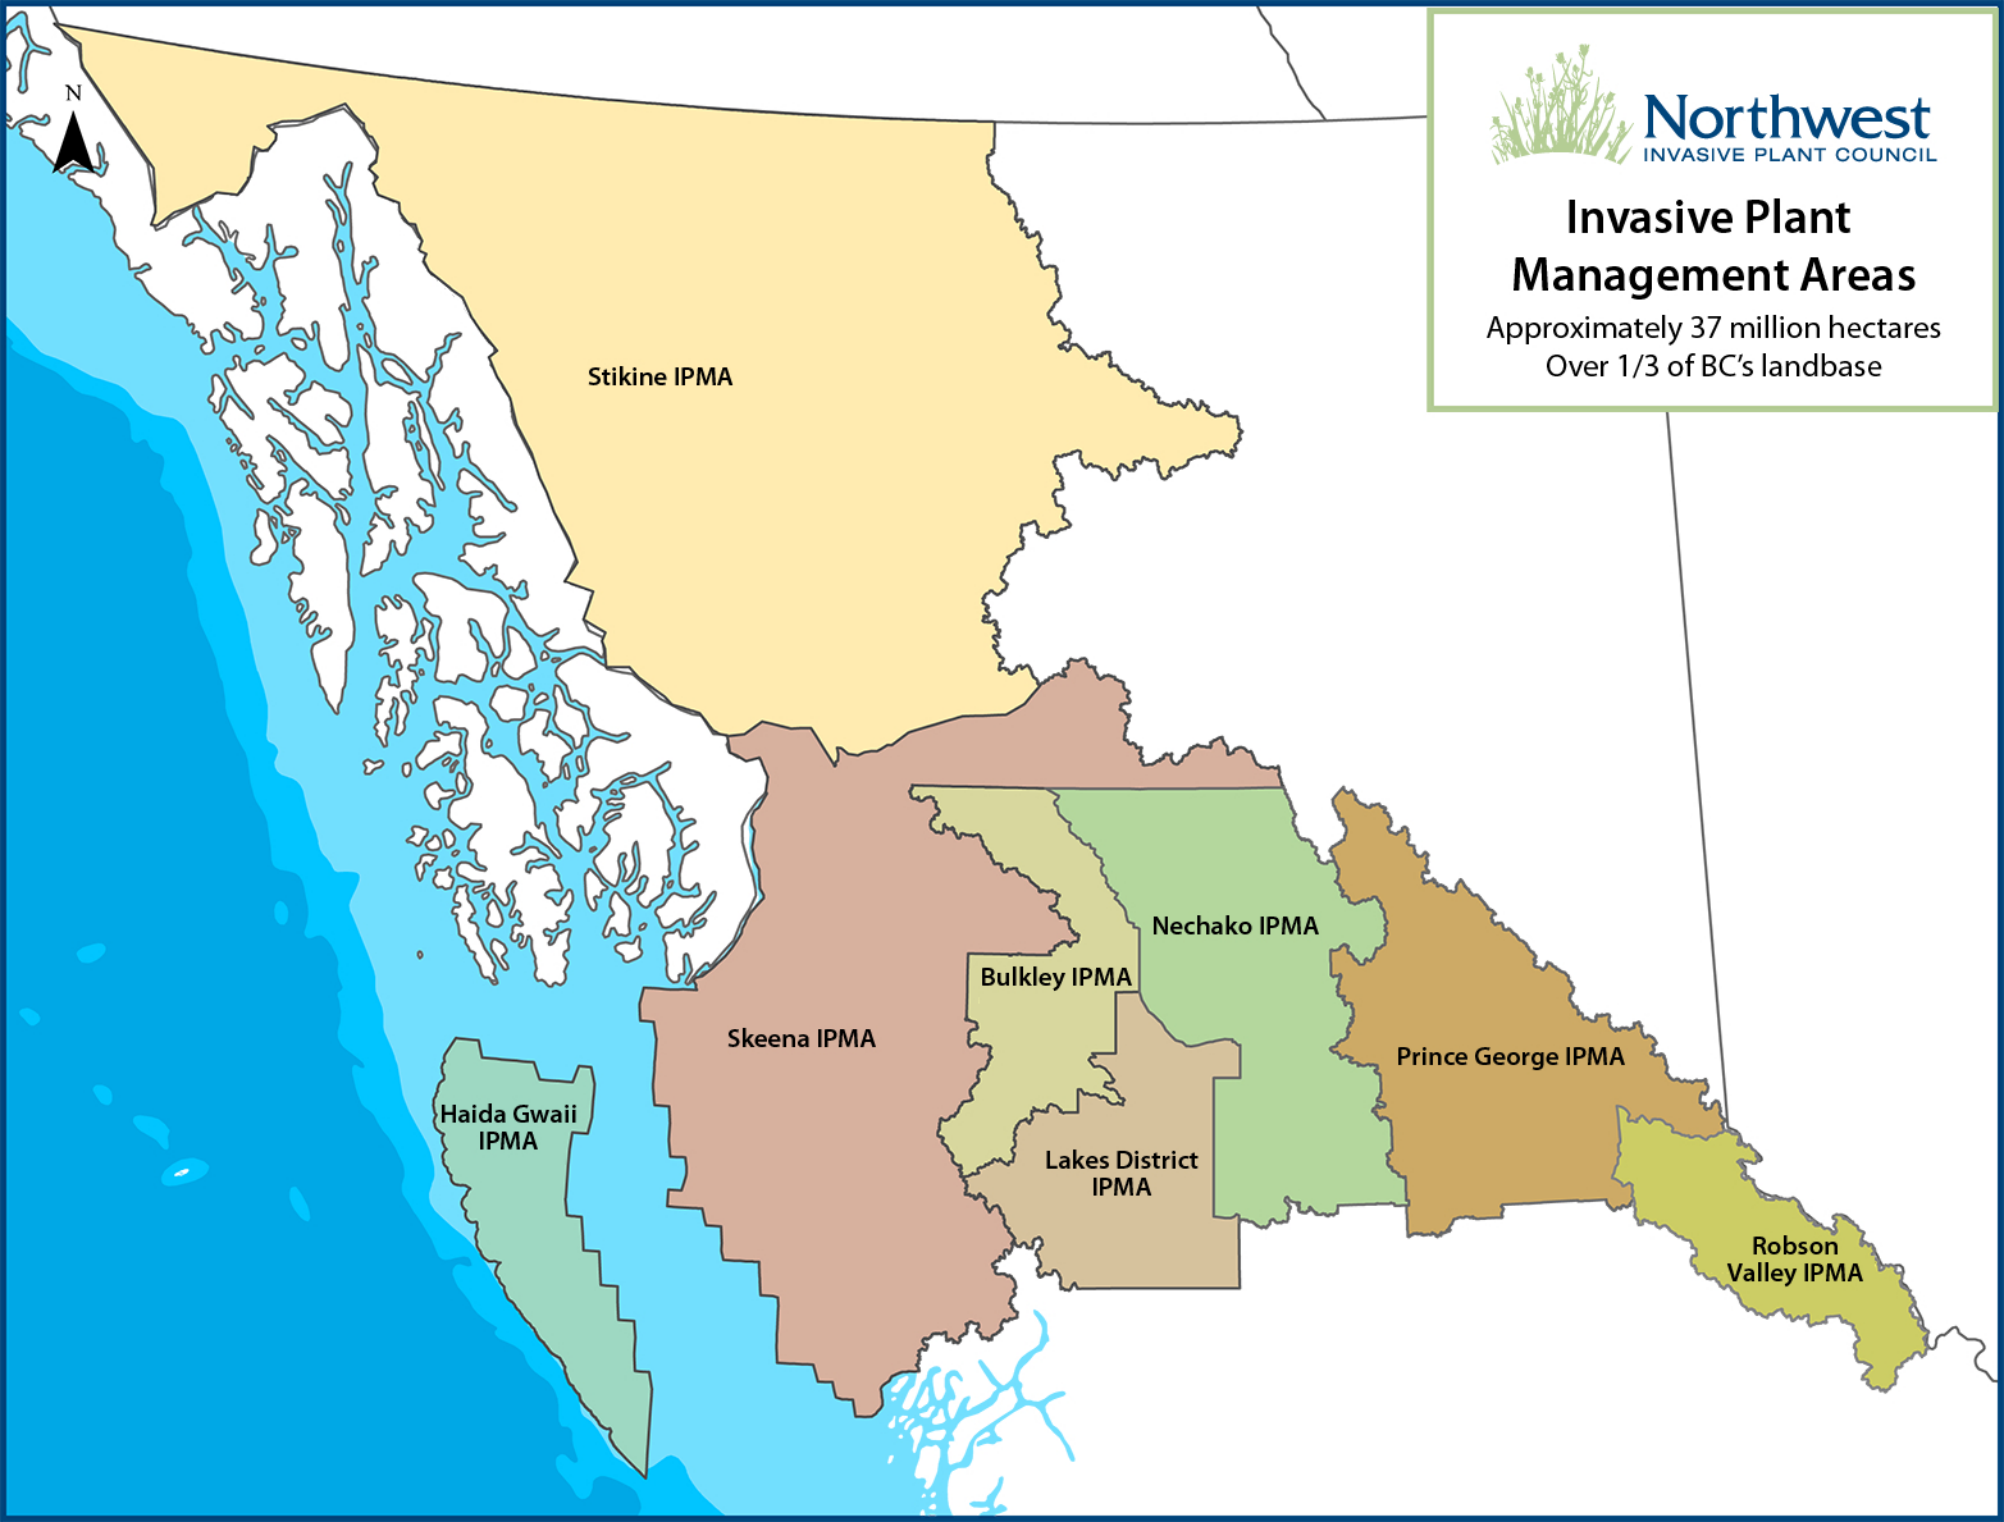 N
Northwest
INVASIVE PLANT COUNCIL
Invasive Plant
Management Areas
Approximately 37 million hectares
Over 1/3 of BC's landbase
Stikine IPMA
Nechako IPMA
Bulkley IPMA
Skeena IPMA
Prince George IPMA
Haida Gwaii
IPMA
Lakes District
IPMA
Robson
Valley IPMA